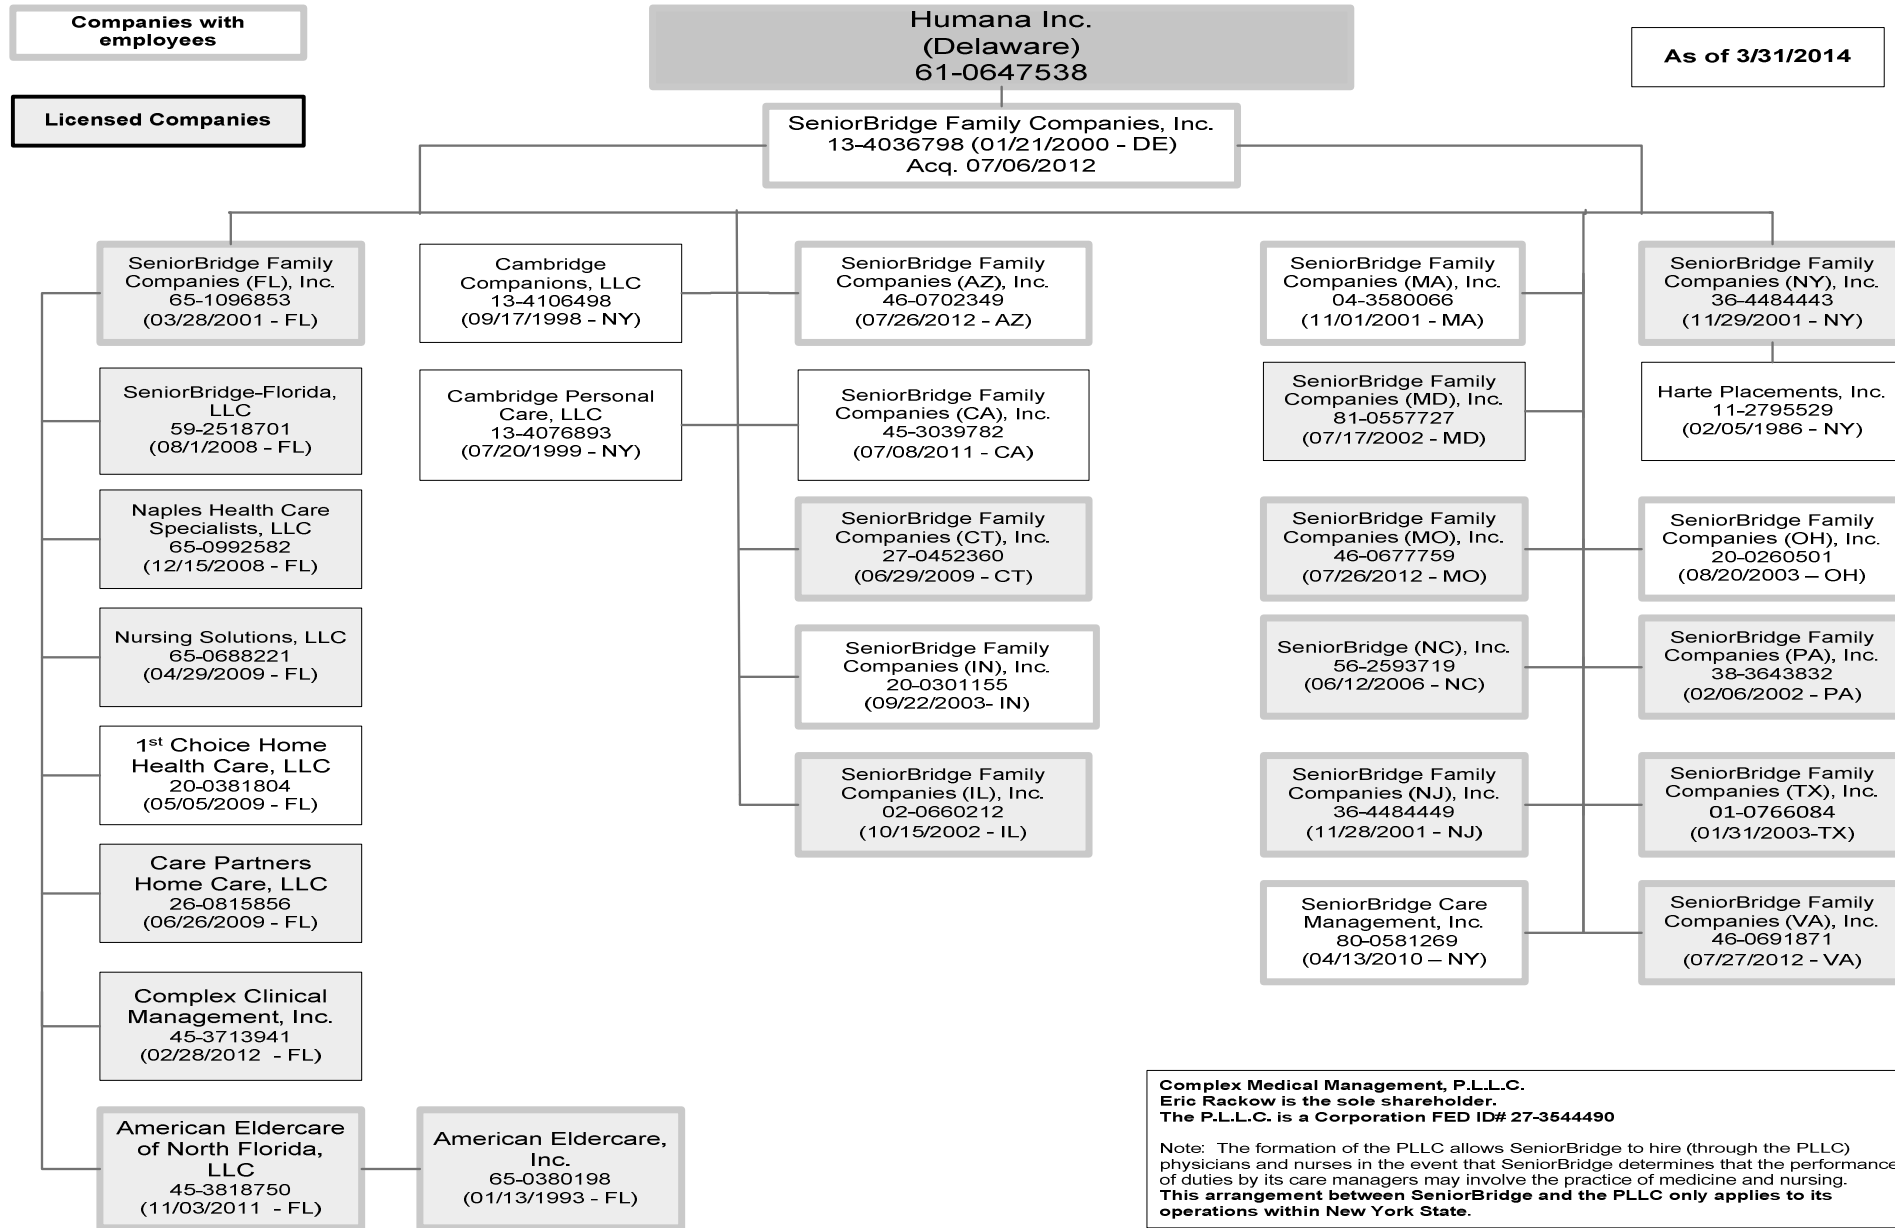 Companies with
employees
Humana Inc.
(Delaware)
61-0647538
As of 3/31/2014
Licensed Companies
SeniorBridge Family Companies, Inc.
13-4036798 (01/21/2000 - DE)
Acq. 07/06/2012
SeniorBridge Family
Companies (FL), Inc.
65-1096853
(03/28/2001 - FL)
Cambridge
Companions, LLC
13-4106498
(09/17/1998 - NY)
SeniorBridge Family
Companies (AZ), Inc.
46-0702349
(07/26/2012 - AZ)
SeniorBridge Family
Companies (MA), Inc.
04-3580066
(11/01/2001 - MA)
SeniorBridge Family
Companies (NY), Inc.
36-4484443
(11/29/2001 - NY)
SeniorBridge-Florida,
LLC
59-2518701
(08/1/2008 - FL)
Cambridge Personal
Care, LLC
13-4076893
(07/20/1999 - NY)
SeniorBridge Family
Companies (CA), Inc.
45-3039782
(07/08/2011 - CA)
SeniorBridge Family
Companies (MD), Inc.
81-0557727
(07/17/2002 - MD)
Harte Placements, Inc.
11-2795529
(02/05/1986 - NY)
Naples Health Care
Specialists, LLC
65-0992582
(12/15/2008 - FL)
SeniorBridge Family
Companies (CT), Inc.
27-0452360
(06/29/2009 - CT)
SeniorBridge Family
Companies (MO), Inc.
46-0677759
(07/26/2012 - MO)
SeniorBridge Family
Companies (OH), Inc.
20-0260501
(08/20/2003 – OH)
Nursing Solutions, LLC
65-0688221
(04/29/2009 - FL)
SeniorBridge Family
Companies (IN), Inc.
20-0301155
(09/22/2003- IN)
SeniorBridge (NC), Inc.
56-2593719
(06/12/2006 - NC)
SeniorBridge Family
Companies (PA), Inc.
38-3643832
(02/06/2002 - PA)
1st Choice Home
Health Care, LLC
20-0381804
(05/05/2009 - FL)
SeniorBridge Family
Companies (IL), Inc.
02-0660212
(10/15/2002 - IL)
SeniorBridge Family
Companies (NJ), Inc.
36-4484449
(11/28/2001 - NJ)
SeniorBridge Family
Companies (TX), Inc.
01-0766084
(01/31/2003-TX)
Care Partners
Home Care, LLC
26-0815856
(06/26/2009 - FL)
SeniorBridge Care
Management, Inc.
80-0581269
(04/13/2010 – NY)
SeniorBridge Family
Companies (VA), Inc.
46-0691871
(07/27/2012 - VA)
Complex Clinical
Management, Inc.
45-3713941
(02/28/2012  - FL)
American Eldercare
of North Florida,
LLC
45-3818750
(11/03/2011  - FL)
American Eldercare,
Inc.
65-0380198
(01/13/1993 - FL)
Complex Medical Management, P.L.L.C.
Eric Rackow is the sole shareholder.
The P.L.L.C. is a Corporation FED ID# 27-3544490
Note:  The formation of the PLLC allows SeniorBridge to hire (through the PLLC)
physicians and nurses in the event that SeniorBridge determines that the performance
of duties by its care managers may involve the practice of medicine and nursing.
This arrangement between SeniorBridge and the PLLC only applies to its
operations within New York State.